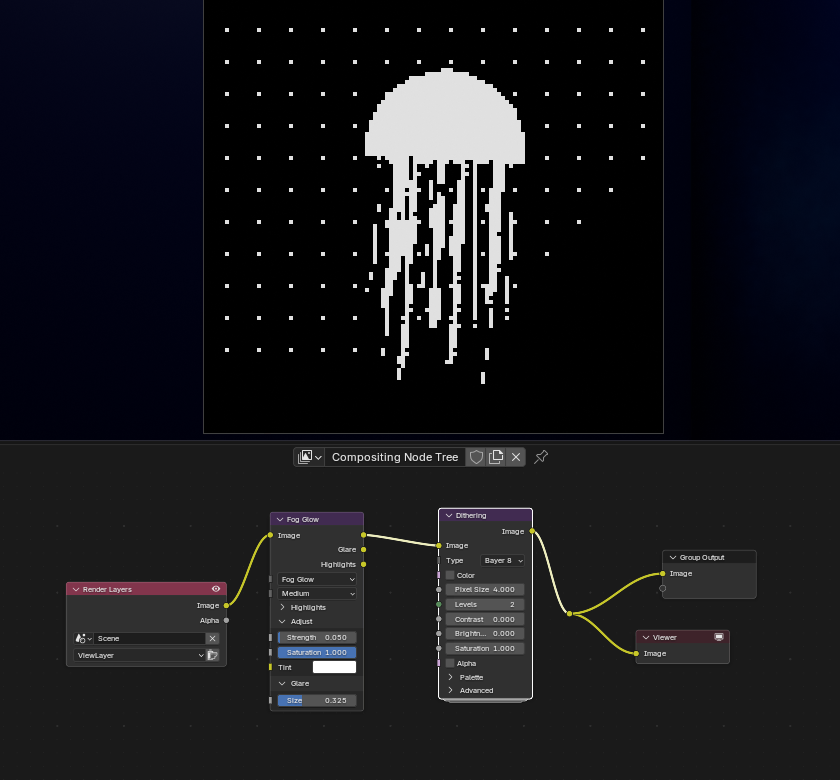 Compositing Node Tree
Render Layers
Image
Alpha
Scene
ViewLayer
Fog Glow
Image
Glare
Highlights
Fog Glow
Medium
Highlights
Adjust
Strength 0.050
Saturation 1.000
Tint
Glare
Size 0.325
Dithering
Image
Image
Type Bayer 8
Color
Pixel Size 4.000
Levels 2
Contrast 0.000
Brightn... 0.000
Saturation 1.000
Alpha
Palette
Advanced
Group Output
Image
Viewer
Image